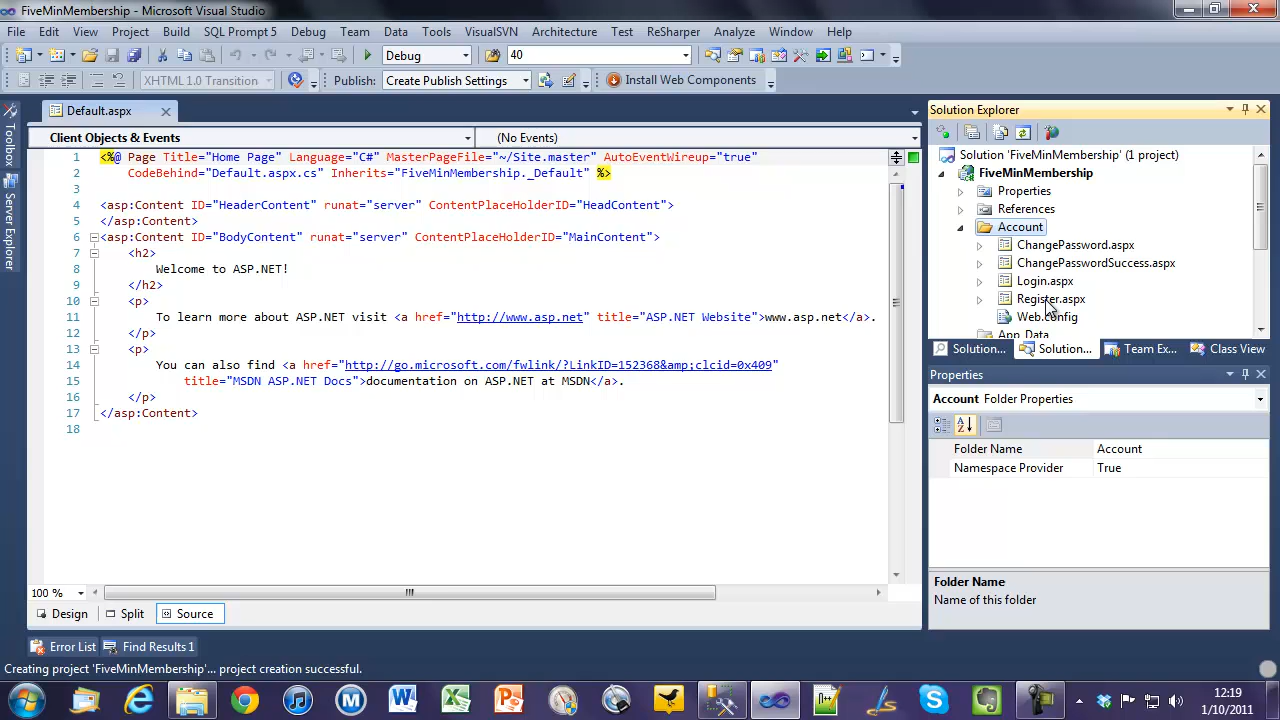 FiveMinMembership - Microsoft Visual Studio
File Edit View Project Build SQL Prompt 5 Debug Team Data Tools VisualSVN Architecture Test ReSharper Analyze Window Help
Debug 40
XHTML 1.0 Transition Publish: Create Publish Settings Install Web Components
Toolbox
Server Explorer
Default.aspx
Client Objects & Events (No Events)
1 <%@ Page Title="Home Page" Language="C#" MasterPageFile="~/Site.master" AutoEventWireup="true"
2 CodeBehind="Default.aspx.cs" Inherits="FiveMinMembership._Default" %>
3
4 <asp:Content ID="HeaderContent" runat="server" ContentPlaceHolderID="HeadContent">
5 </asp:Content>
6 <asp:Content ID="BodyContent" runat="server" ContentPlaceHolderID="MainContent">
7 <h2>
8 Welcome to ASP.NET!
9 </h2>
10 <p>
11 To learn more about ASP.NET visit <a href="http://www.asp.net" title="ASP.NET Website">www.asp.net</a>.
12 </p>
13 <p>
14 You can also find <a href="http://go.microsoft.com/fwlink/?LinkID=152368&amp;clcid=0x409"
15 title="MSDN ASP.NET Docs">documentation on ASP.NET at MSDN</a>.
16 </p>
17 </asp:Content>
18
100 %
Design Split Source
Solution Explorer
Solution 'FiveMinMembership' (1 project)
FiveMinMembership
Properties
References
Account
ChangePassword.aspx
ChangePasswordSuccess.aspx
Login.aspx
Register.aspx
Web.config
App_Data
Solution... Solution... Team Ex... Class View
Properties
Account Folder Properties
Folder Name Account
Namespace Provider True
Folder Name
Name of this folder
Error List Find Results 1
Creating project 'FiveMinMembership'... project creation successful.
12:19
1/10/2011